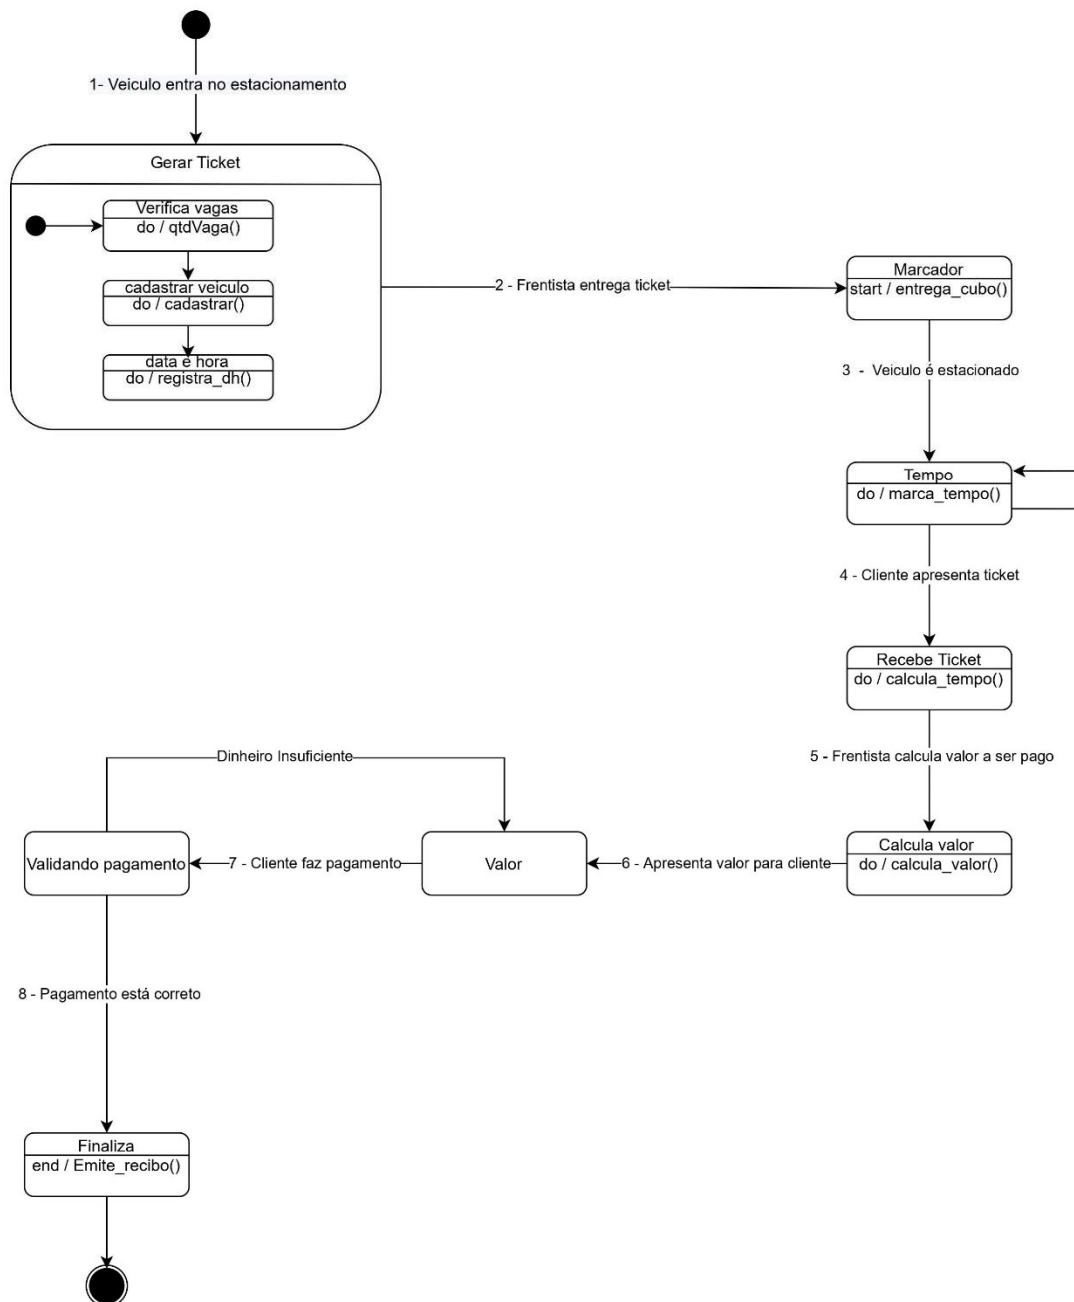 1- Veiculo entra no estacionamento
Gerar Ticket
Verifica vagas
do / qtdVaga()
cadastrar veiculo
do / cadastrar()
data e hora
do / registra_dh()
2 - Frentista entrega ticket
Marcador
start / entrega_cubo()
3 - Veiculo é estacionado
Tempo
do / marca_tempo()
4 - Cliente apresenta ticket
Recebe Ticket
do / calcula_tempo()
5 - Frentista calcula valor a ser pago
Calcula valor
do / calcula_valor()
6 - Apresenta valor para cliente
Valor
7 - Cliente faz pagamento
Validando pagamento
Dinheiro Insuficiente
8 - Pagamento está correto
Finaliza
end / Emite_recibo()